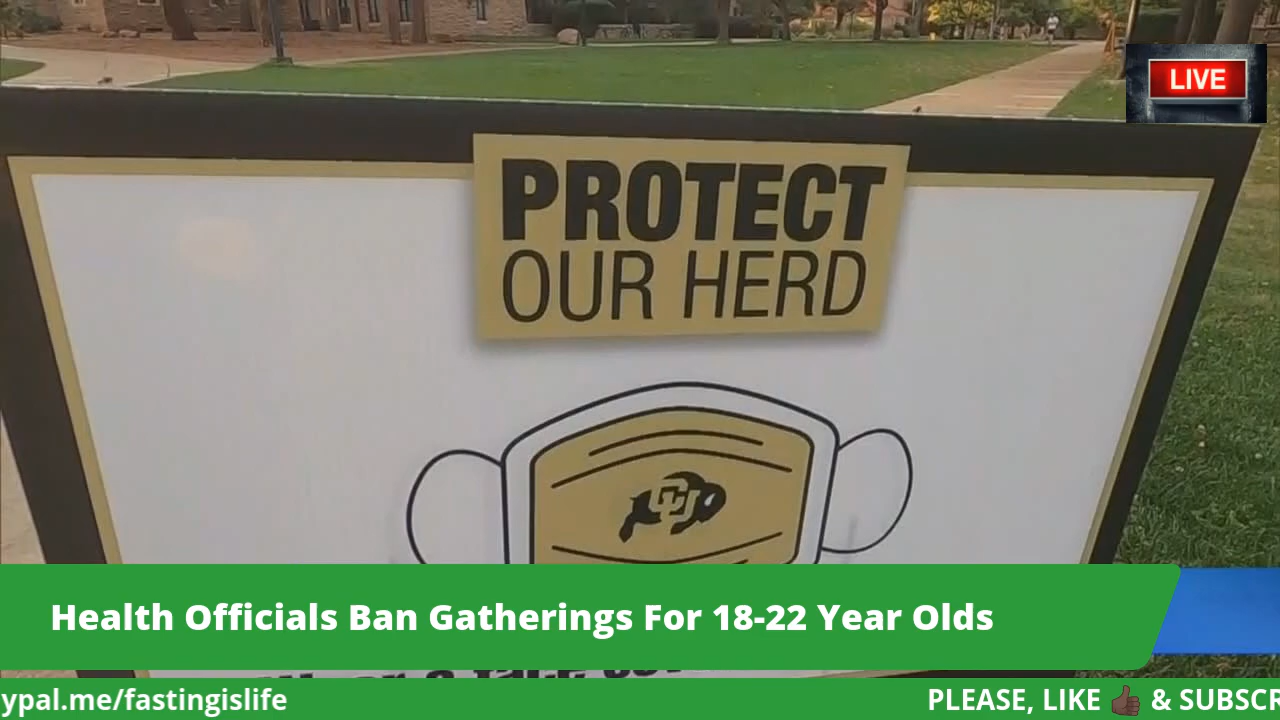 LIVE
PROTECT
OUR HERD
CU
Health Officials Ban Gatherings For 18-22 Year Olds
ypal.me/fastingislife
PLEASE, LIKE 👍🏿 & SUBSCR